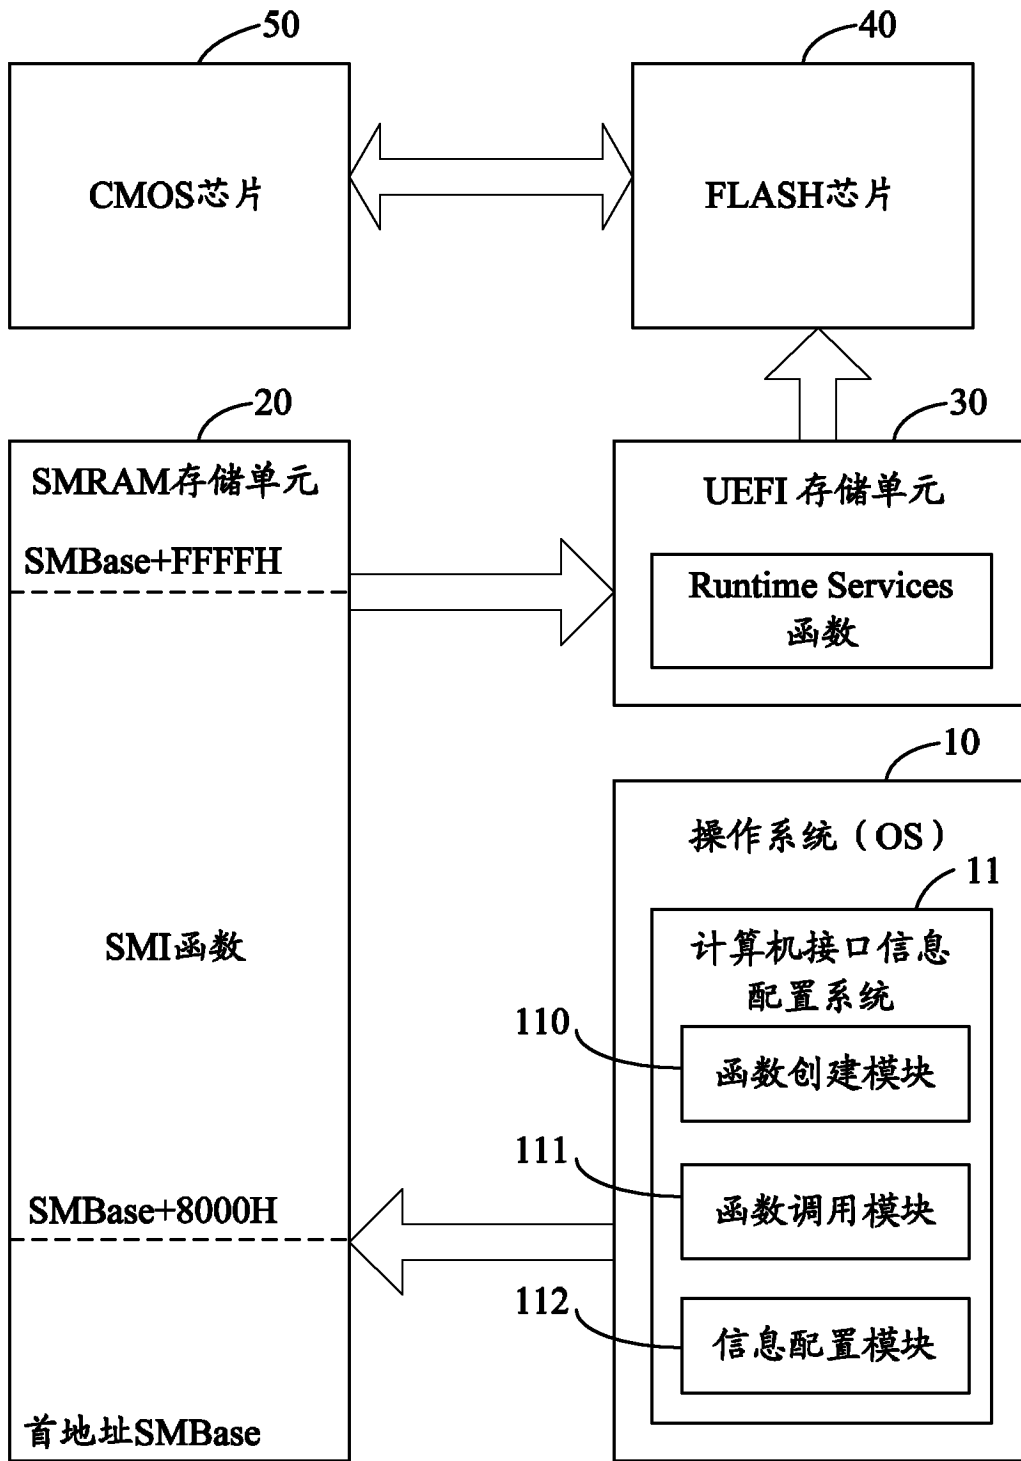 50
40
CMOS芯片
FLASH芯片
20
30
SMRAM存储单元
SMBase+FFFFH
UEFI 存储单元
Runtime Services
函数
10
操作系统（OS）
11
计算机接口信息
配置系统
SMI函数
110
函数创建模块
111
函数调用模块
SMBase+8000H
112
信息配置模块
首地址SMBase